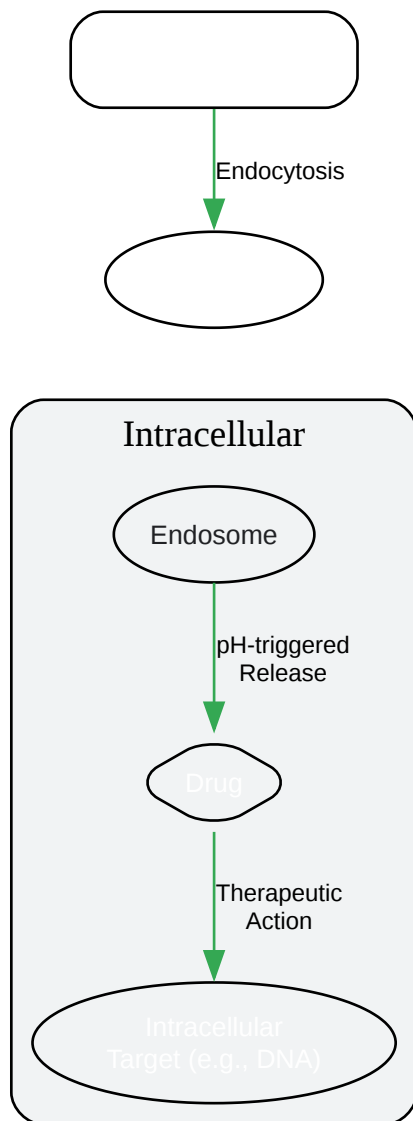 Endocytosis
Intracellular
Endosome
pH-triggered
Release
Drug
Therapeutic
Action
Intracellular
Target (e.g., DNA)